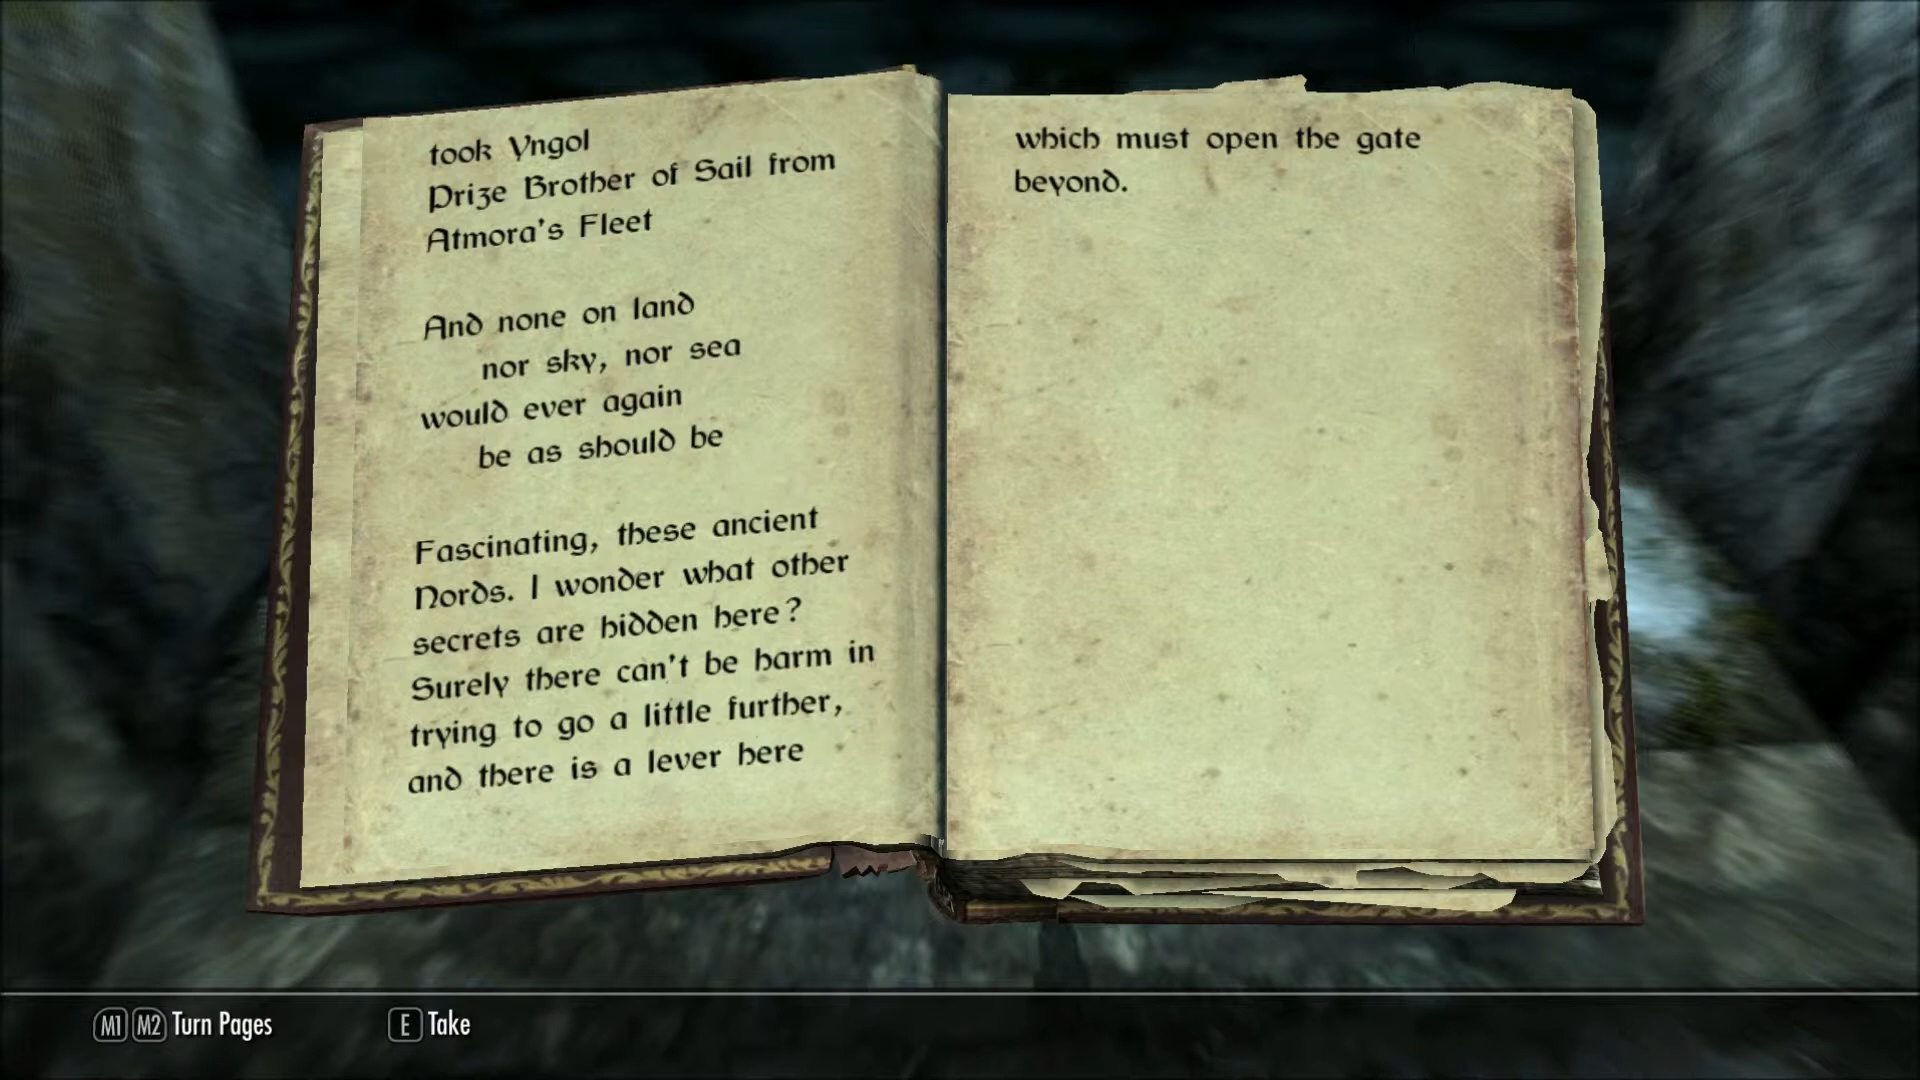 took Yngol
Prize Brother of Sail from
Atmora's Fleet
And none on land
nor sky, nor sea
would ever again
be as should be
Fascinating, these ancient
Nords. I wonder what other
secrets are hidden here?
Surely there can't be harm in
trying to go a little further,
and there is a lever here
which must open the gate
beyond.
M1 M2 Turn Pages
E Take